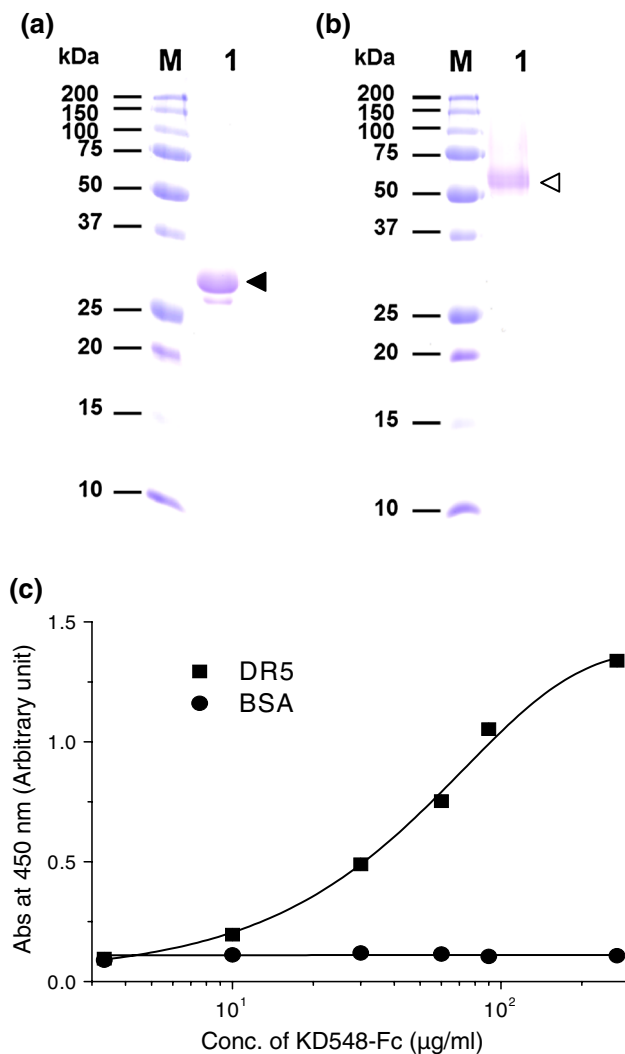 (a)
kDa M 1
200
150
100
75
50
37
25
20
15
10
(b)
kDa M 1
200
150
100
75
50
37
25
20
15
10
(c)
Abs at 450 nm (Arbitrary unit)
1.5
1.0
0.5
0.0
DR5
BSA
10¹ 10²
Conc. of KD548-Fc (µg/ml)